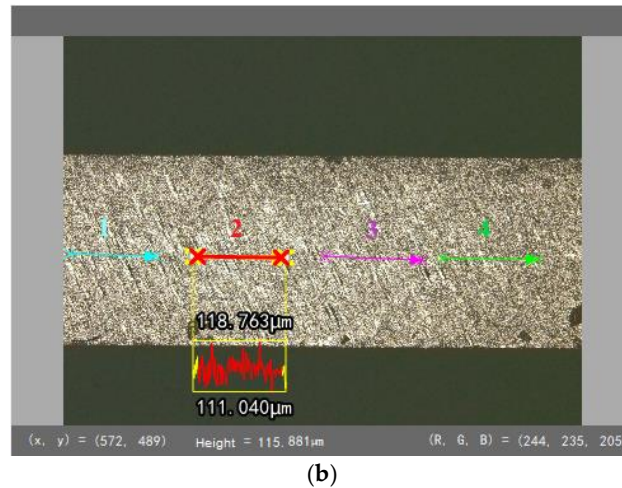 1 2 3 4
118.763μm
111.040μm
(x, y) = (572, 489) Height = 115.881μm (R, G, B) = (244, 235, 205
(b)